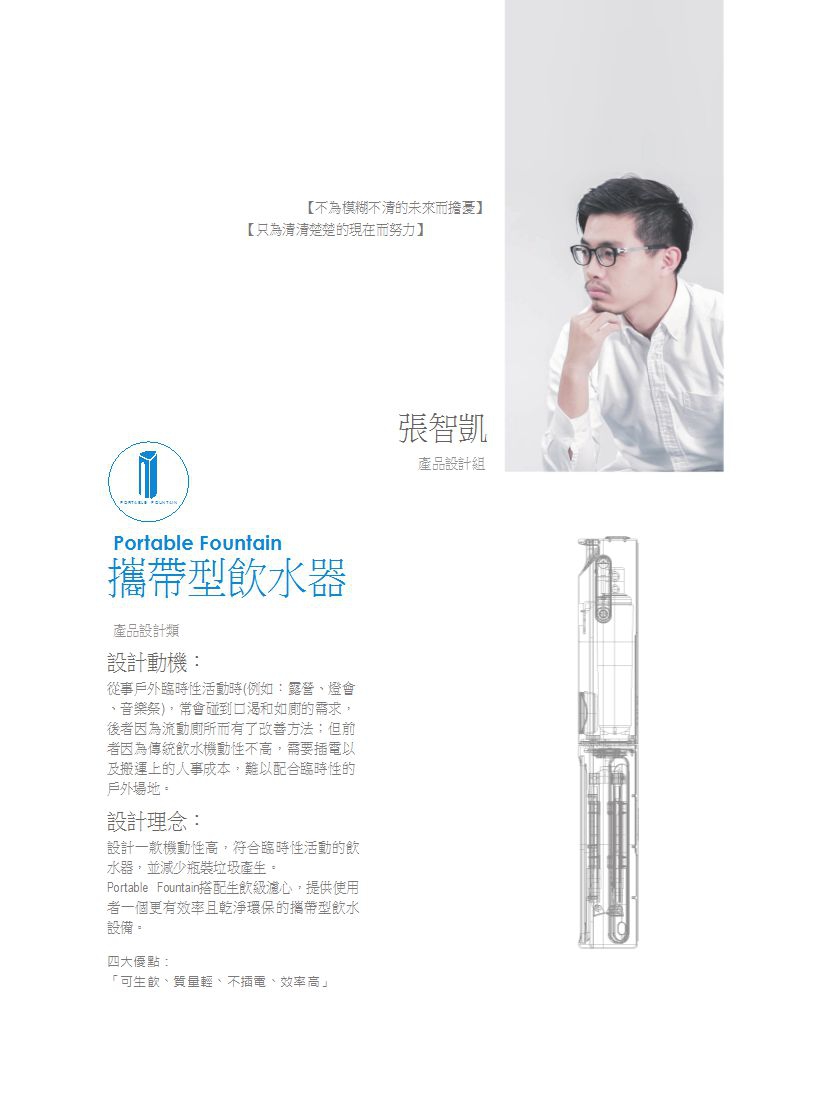 【不為模糊不清的未來而擔憂】
【只為清清楚楚的現在而努力】
張智凱
產品設計組
PORTABLE FOUNTAIN
Portable Fountain
攜帶型飲水器
產品設計類
設計動機：
從事戶外臨時性活動時(例如：露營、燈會
、音樂祭)，常會碰到口渴和如廁的需求，
後者因為流動廁所而有了改善方法；但前
者因為傳統飲水機動性不高，需要插電以
及搬運上的人事成本，難以配合臨時性的
戶外場地。
設計理念：
設計一款機動性高，符合臨時性活動的飲
水器，並減少瓶裝垃圾產生。
Portable Fountain搭配生飲級濾心，提供使用
者一個更有效率且乾淨環保的攜帶型飲水
設備。
四大優點：
「可生飲、質量輕、不插電、效率高」